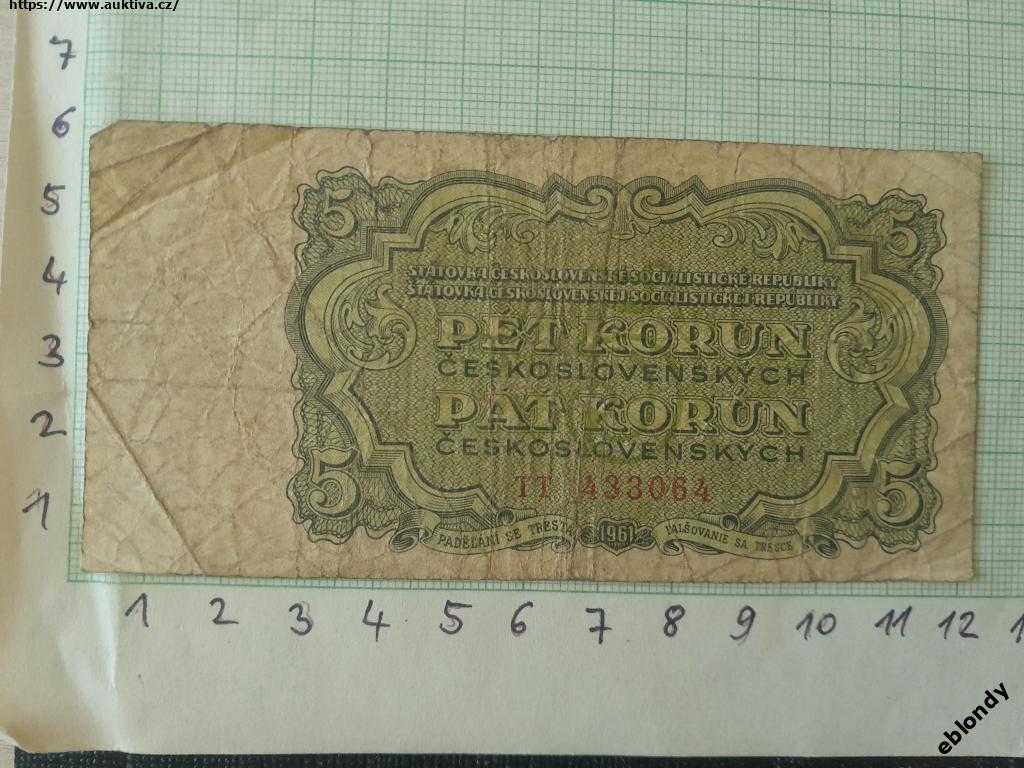 https://www.auktiva.cz/
7
6
5
4
3
2
1
5 5
STÁTOVKA ČESKOSLOVENSKÉ SOCIALISTICKÉ REPUBLIKY
ŠTÁTOVKA ČESKOSLOVENSKEJ SOCIALISTICKEJ REPUBLIKY
PĚT KORUN
ČESKOSLOVENSKÝCH
PÄŤ KORÚN
ČESKOSLOVENSKÝCH
TT 433064
5 5
PADĚLÁNÍ SE TRESTÁ 1961 FALŠOVANIE SA TRESCE
1 2 3 4 5 6 7 8 9 10 11 12 1
eblondy